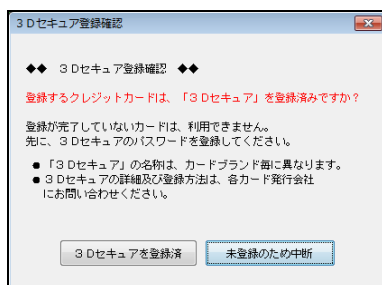 ３Ｄセキュア登録確認
◆◆　３Ｄセキュア登録確認　◆◆
登録するクレジットカードは、「３Ｄセキュア」を登録済みですか？
登録が完了していないカードは、利用できません。
先に、３Ｄセキュアのパスワードを登録してください。
● 「３Ｄセキュア」の名称は、カードブランド毎に異なります。
● ３Ｄセキュアの詳細及び登録方法は、各カード発行会社
にお問い合わせください。
３Ｄセキュアを登録済　未登録のため中断